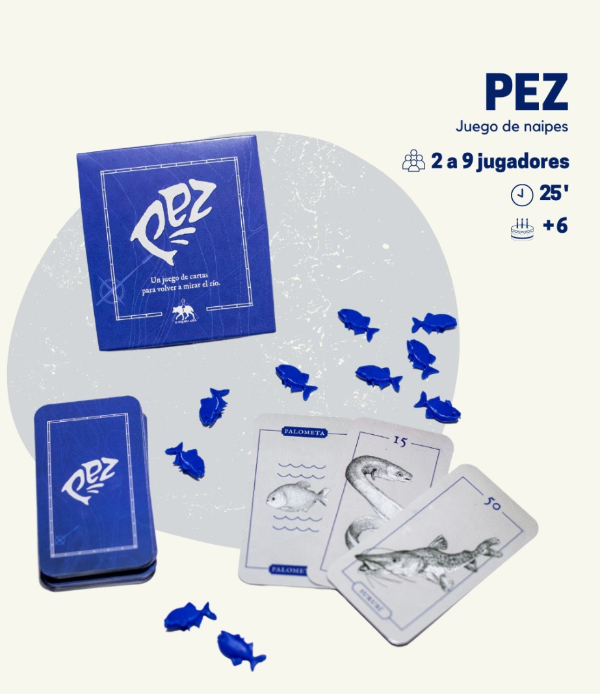 PEZ
Juego de naipes
2 a 9 jugadores
25'
+6
Pez
Un juego de cartas
para volver a mirar el río.
Pez
PALOMETA
15
50
SURUBÍ